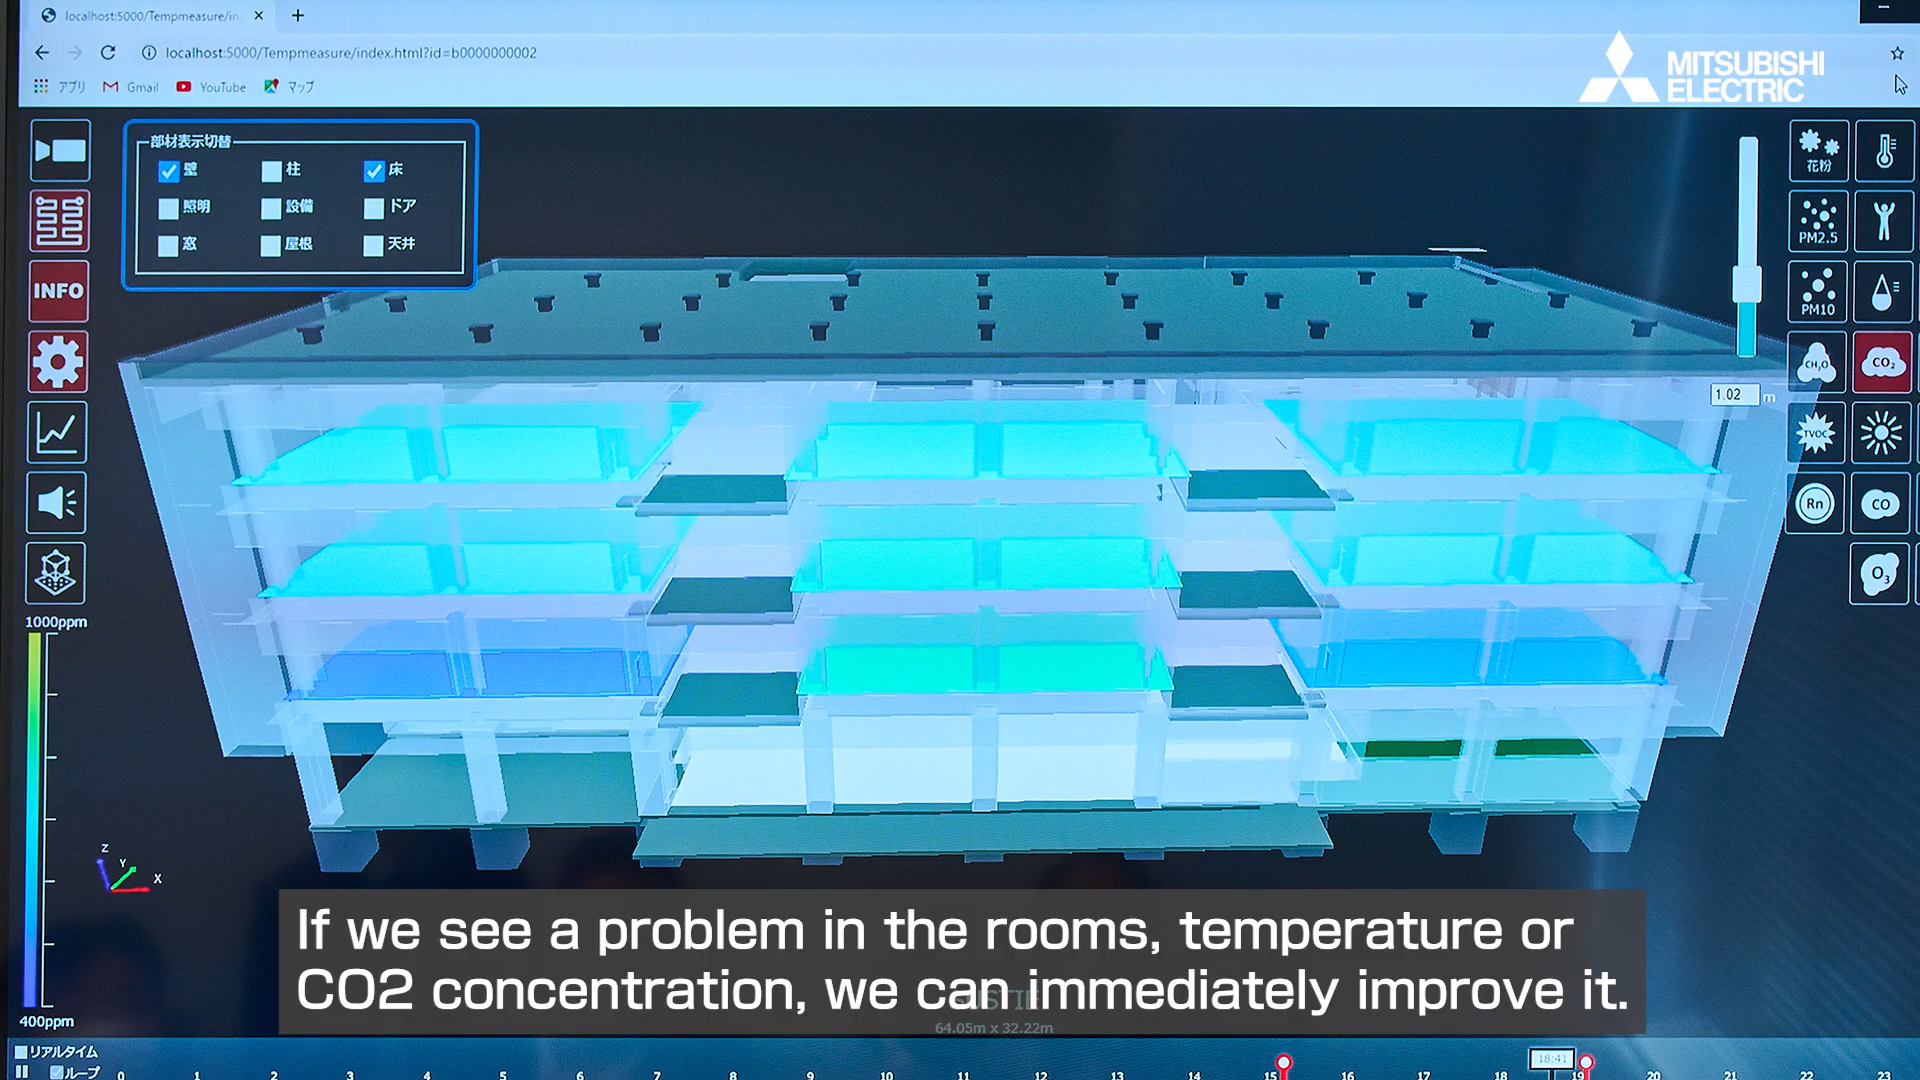 localhost:5000/Tempmeasure/in
localhost:5000/Tempmeasure/index.html?id=b0000000002
アプリ
Gmail
YouTube
マップ
MITSUBISHI
ELECTRIC
部材表示切替
壁
柱
床
照明
設備
ドア
窓
屋根
天井
INFO
花粉
PM2.5
PM10
CH₂O
CO₂
TVOC
Rn
CO
O₃
1.02 m
1000ppm
400ppm
Z
Y
X
If we see a problem in the rooms, temperature or
CO2 concentration, we can immediately improve it.
64.05m x 32.22m
リアルタイム
ループ
18:41
0 1 2 3 4 5 6 7 8 9 10 11 12 13 14 15 16 17 18 19 20 21 22 23